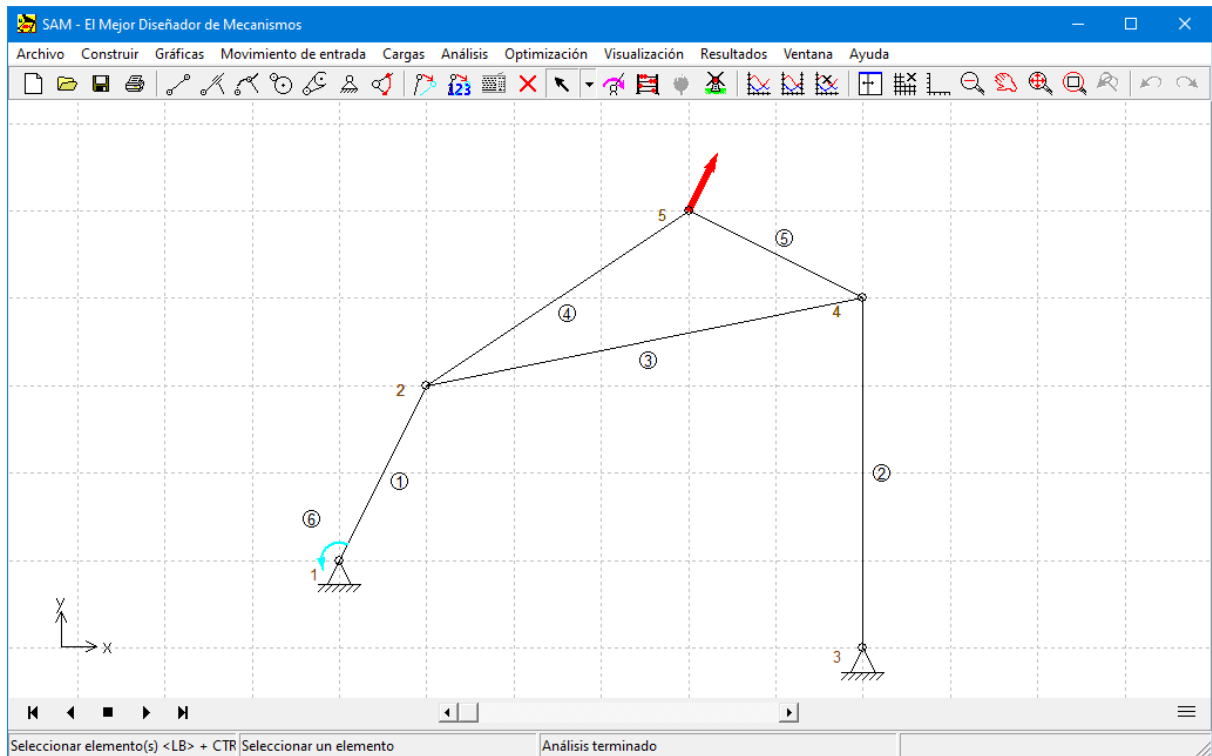 SAM - El Mejor Diseñador de Mecanismos
Archivo Construir Gráficas Movimiento de entrada Cargas Análisis Optimización Visualización Resultados Ventana Ayuda
123
5
⑤
④
4
③
2
①
②
⑥
1
y
x
3
Seleccionar elemento(s) <LB> + CTR Seleccionar un elemento Análisis terminado